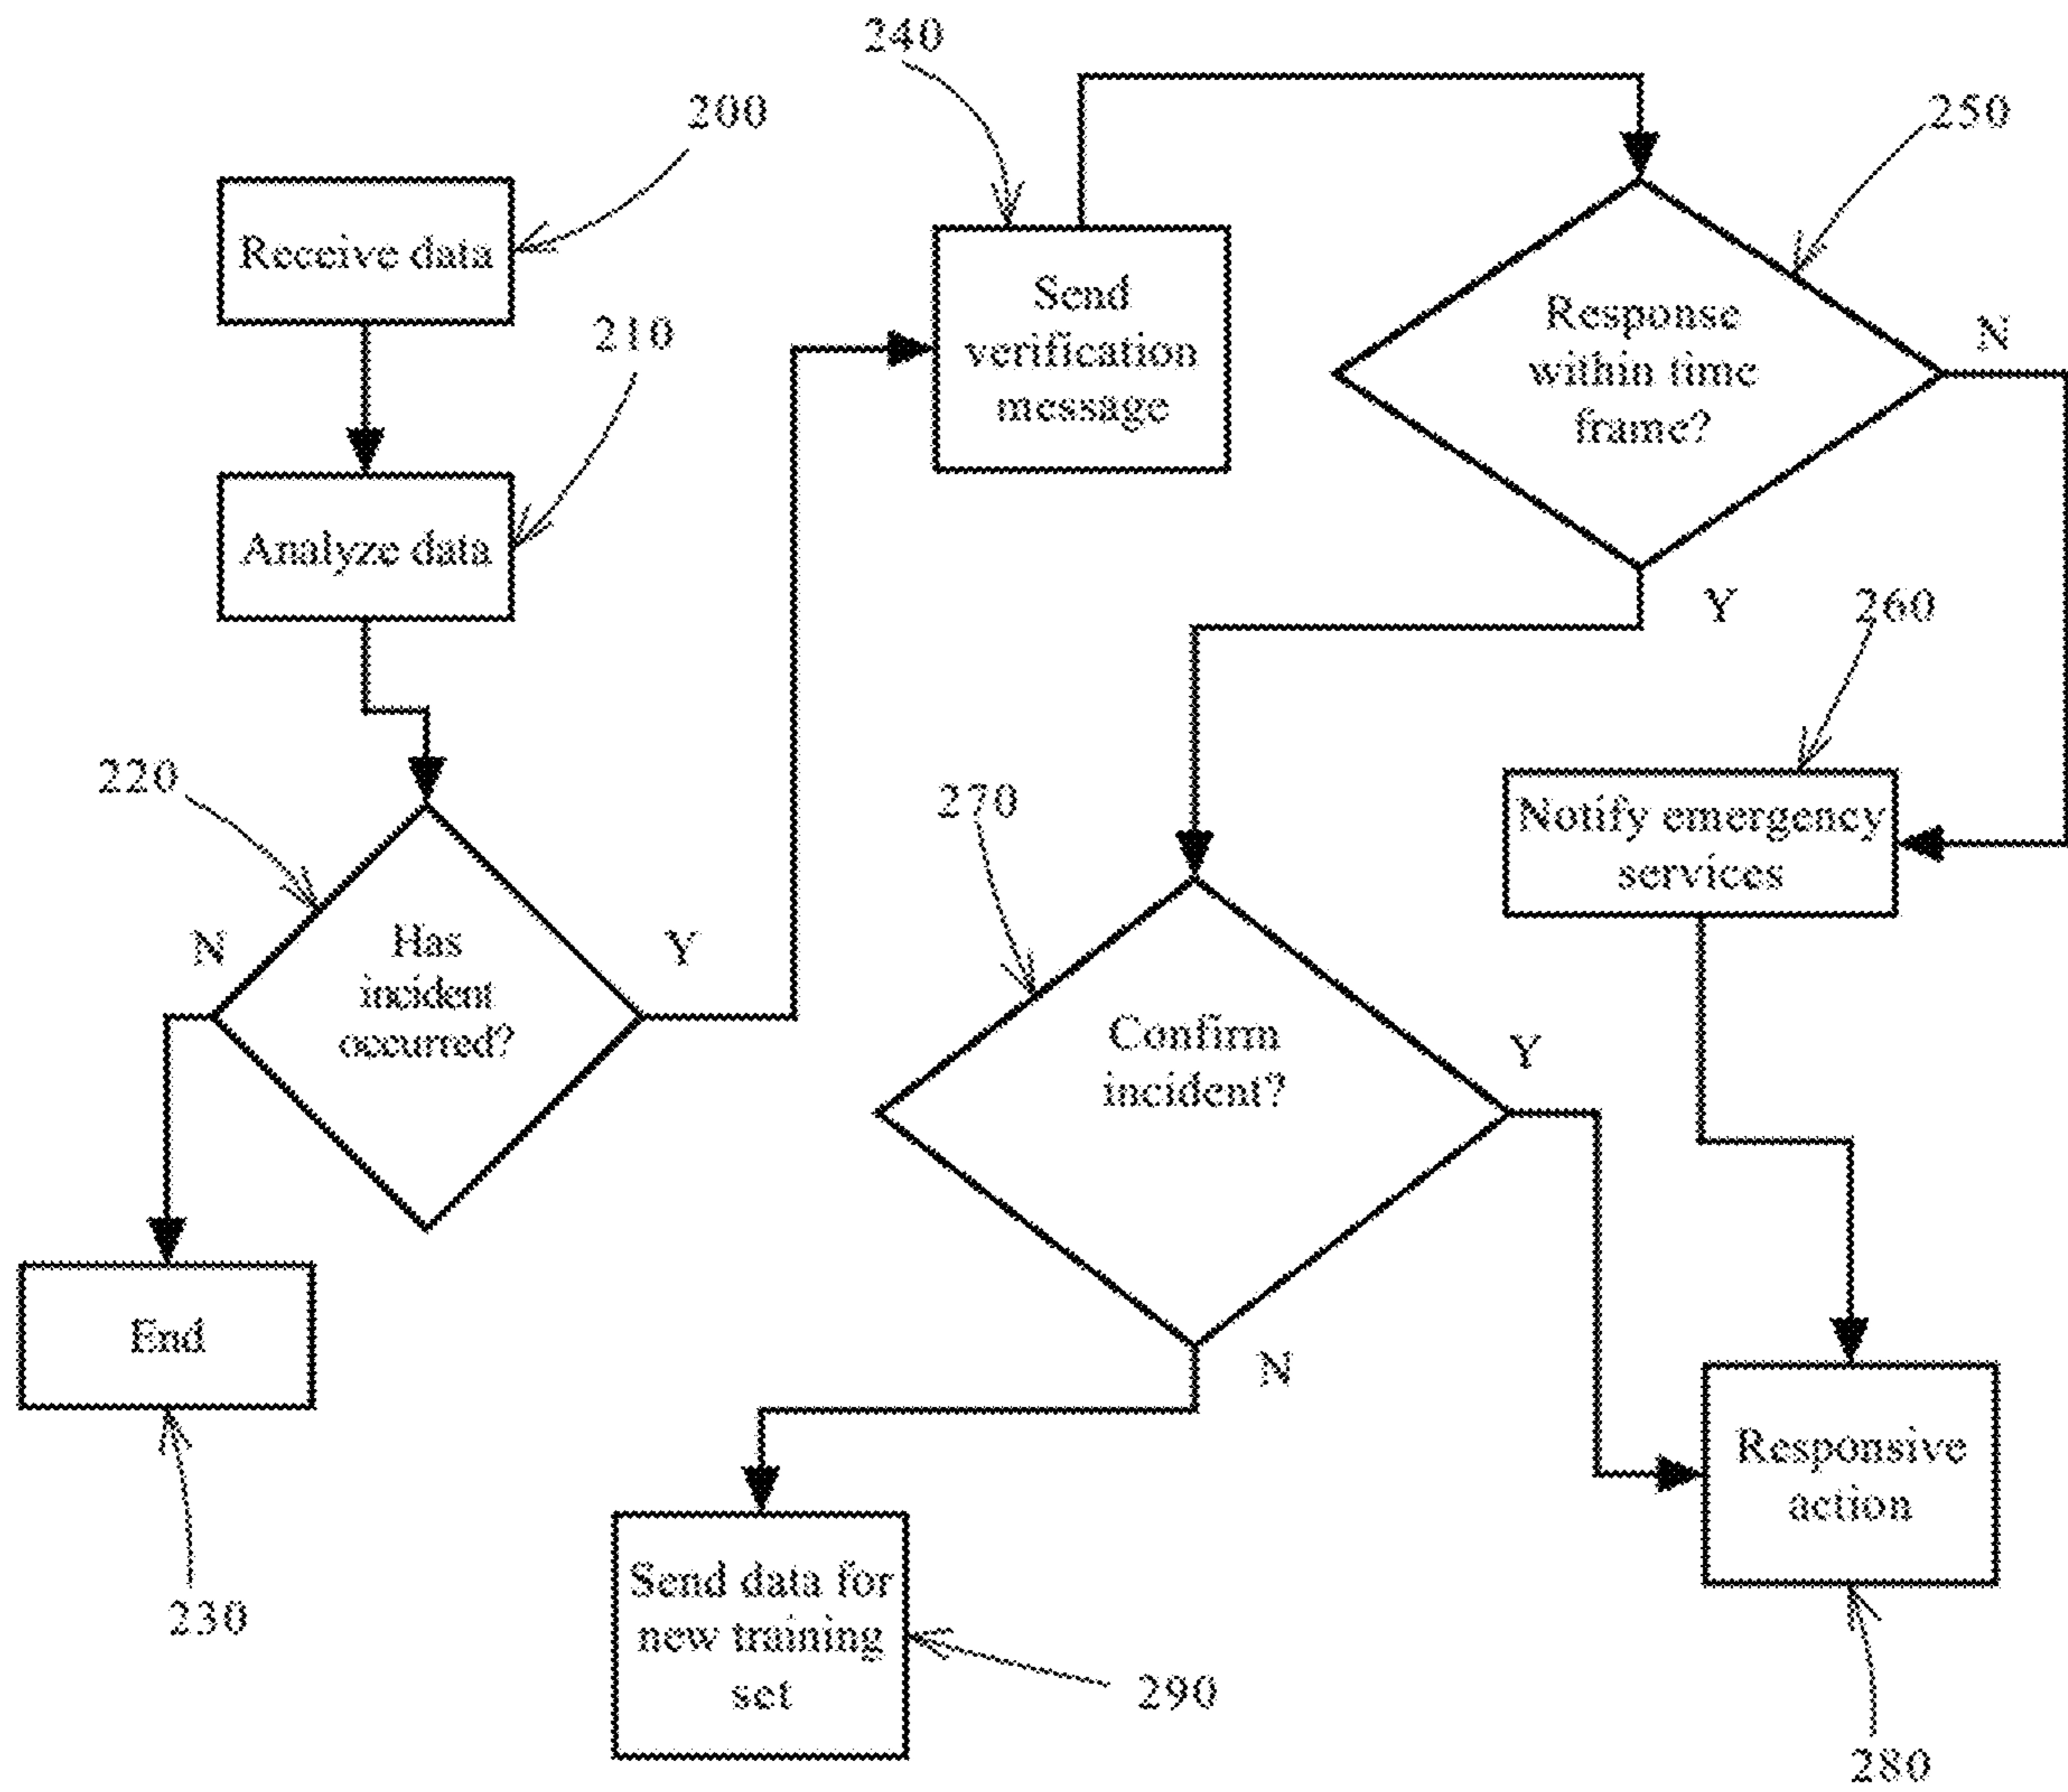 200
Receive data
210
Analyze data
220
N
Has
incident
occurred?
Y
End
230
240
Send
verification
message
250
Response
within time
frame?
N
Y
260
Notify emergency
services
270
Confirm
incident?
Y
N
Responsive
action
280
Send data for
new training
set
290